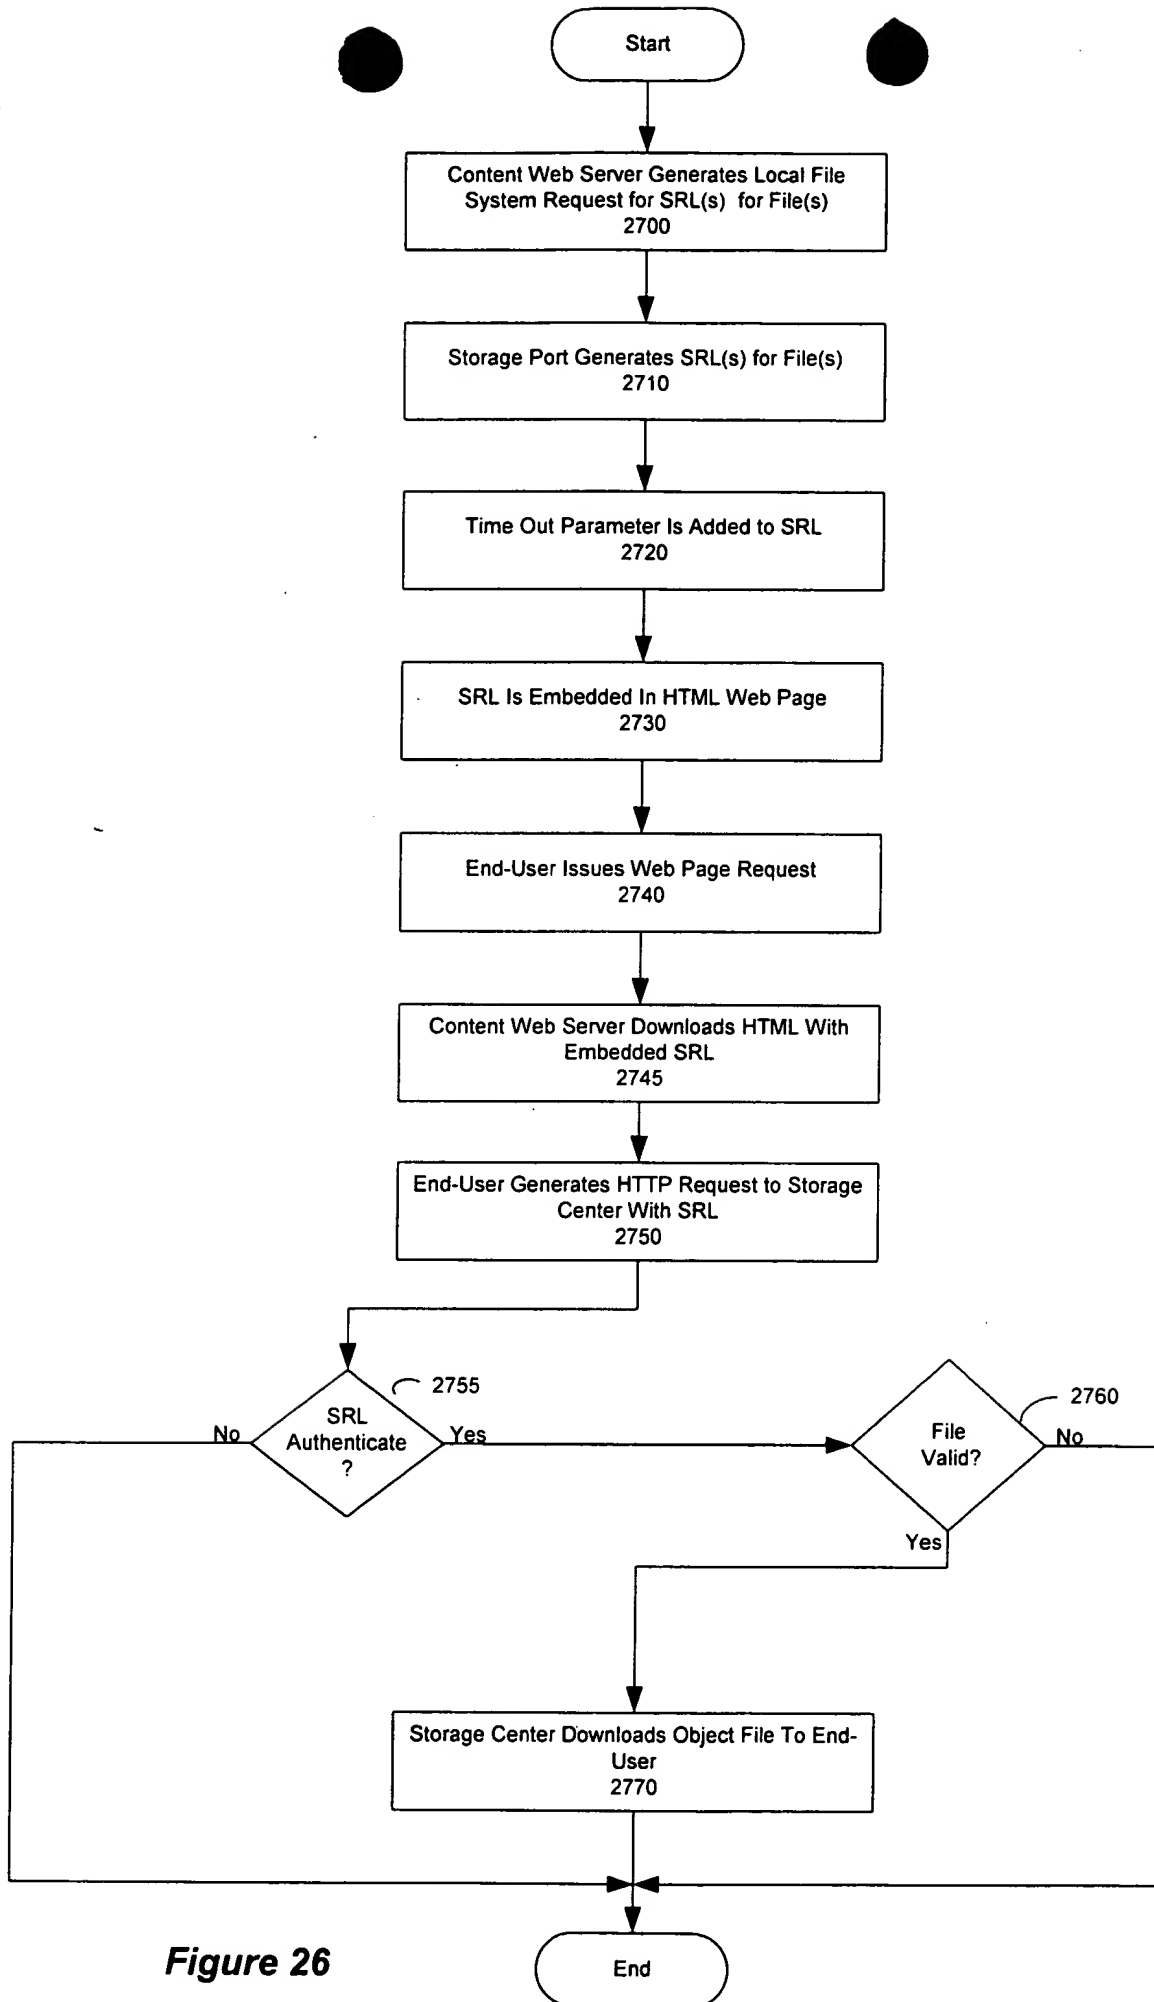 Start
Content Web Server Generates Local File
System Request for SRL(s) for File(s)
2700
Storage Port Generates SRL(s) for File(s)
2710
Time Out Parameter Is Added to SRL
2720
SRL Is Embedded In HTML Web Page
2730
End-User Issues Web Page Request
2740
Content Web Server Downloads HTML With
Embedded SRL
2745
End-User Generates HTTP Request to Storage
Center With SRL
2750
2755
SRL
Authenticate
?
No
Yes
2760
File
Valid?
No
Yes
Storage Center Downloads Object File To End-
User
2770
End
Figure 26